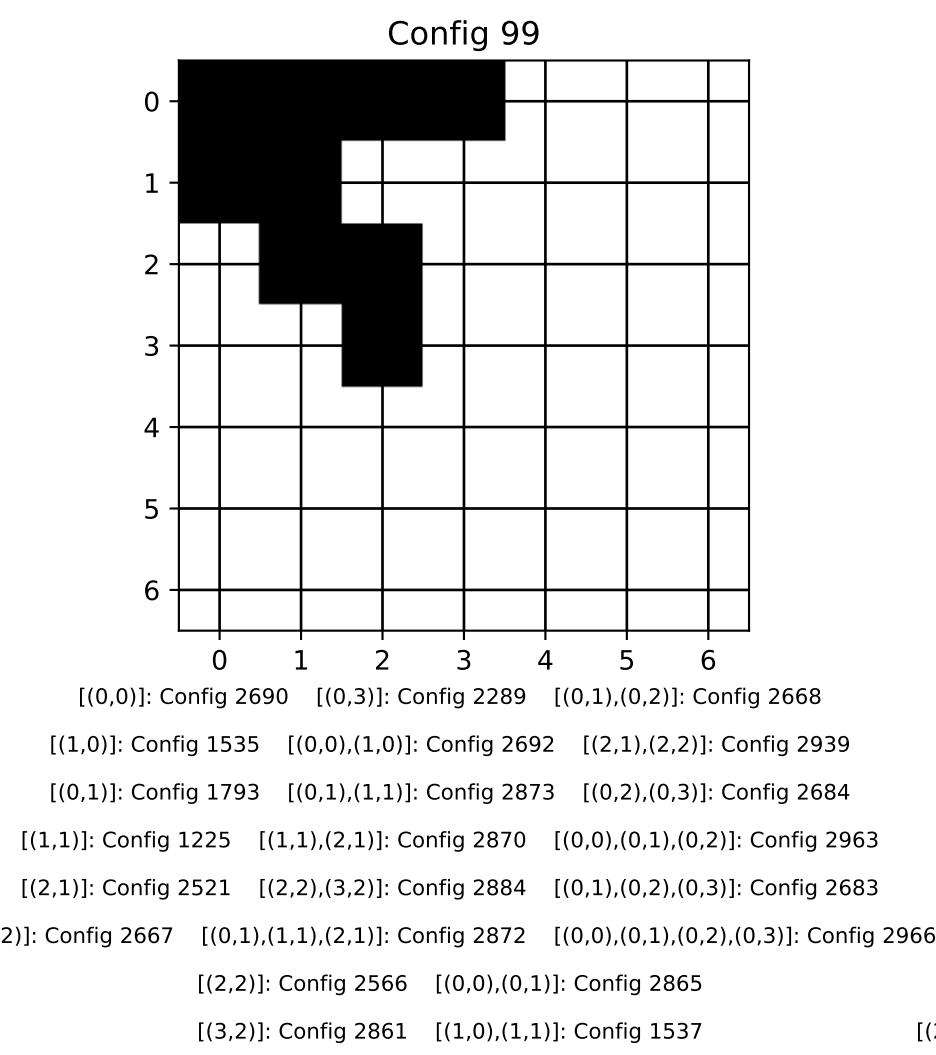 Config 99
0
1
2
3
4
5
6
0 1 2 3 4 5 6
[(0,0)]: Config 2690 [(0,3)]: Config 2289 [(0,1),(0,2)]: Config 2668
[(1,0)]: Config 1535 [(0,0),(1,0)]: Config 2692 [(2,1),(2,2)]: Config 2939
[(0,1)]: Config 1793 [(0,1),(1,1)]: Config 2873 [(0,2),(0,3)]: Config 2684
[(1,1)]: Config 1225 [(1,1),(2,1)]: Config 2870 [(0,0),(0,1),(0,2)]: Config 2963
[(2,1)]: Config 2521 [(2,2),(3,2)]: Config 2884 [(0,1),(0,2),(0,3)]: Config 2683
2)]: Config 2667 [(0,1),(1,1),(2,1)]: Config 2872 [(0,0),(0,1),(0,2),(0,3)]: Config 2966
[(2,2)]: Config 2566 [(0,0),(0,1)]: Config 2865
[(3,2)]: Config 2861 [(1,0),(1,1)]: Config 1537